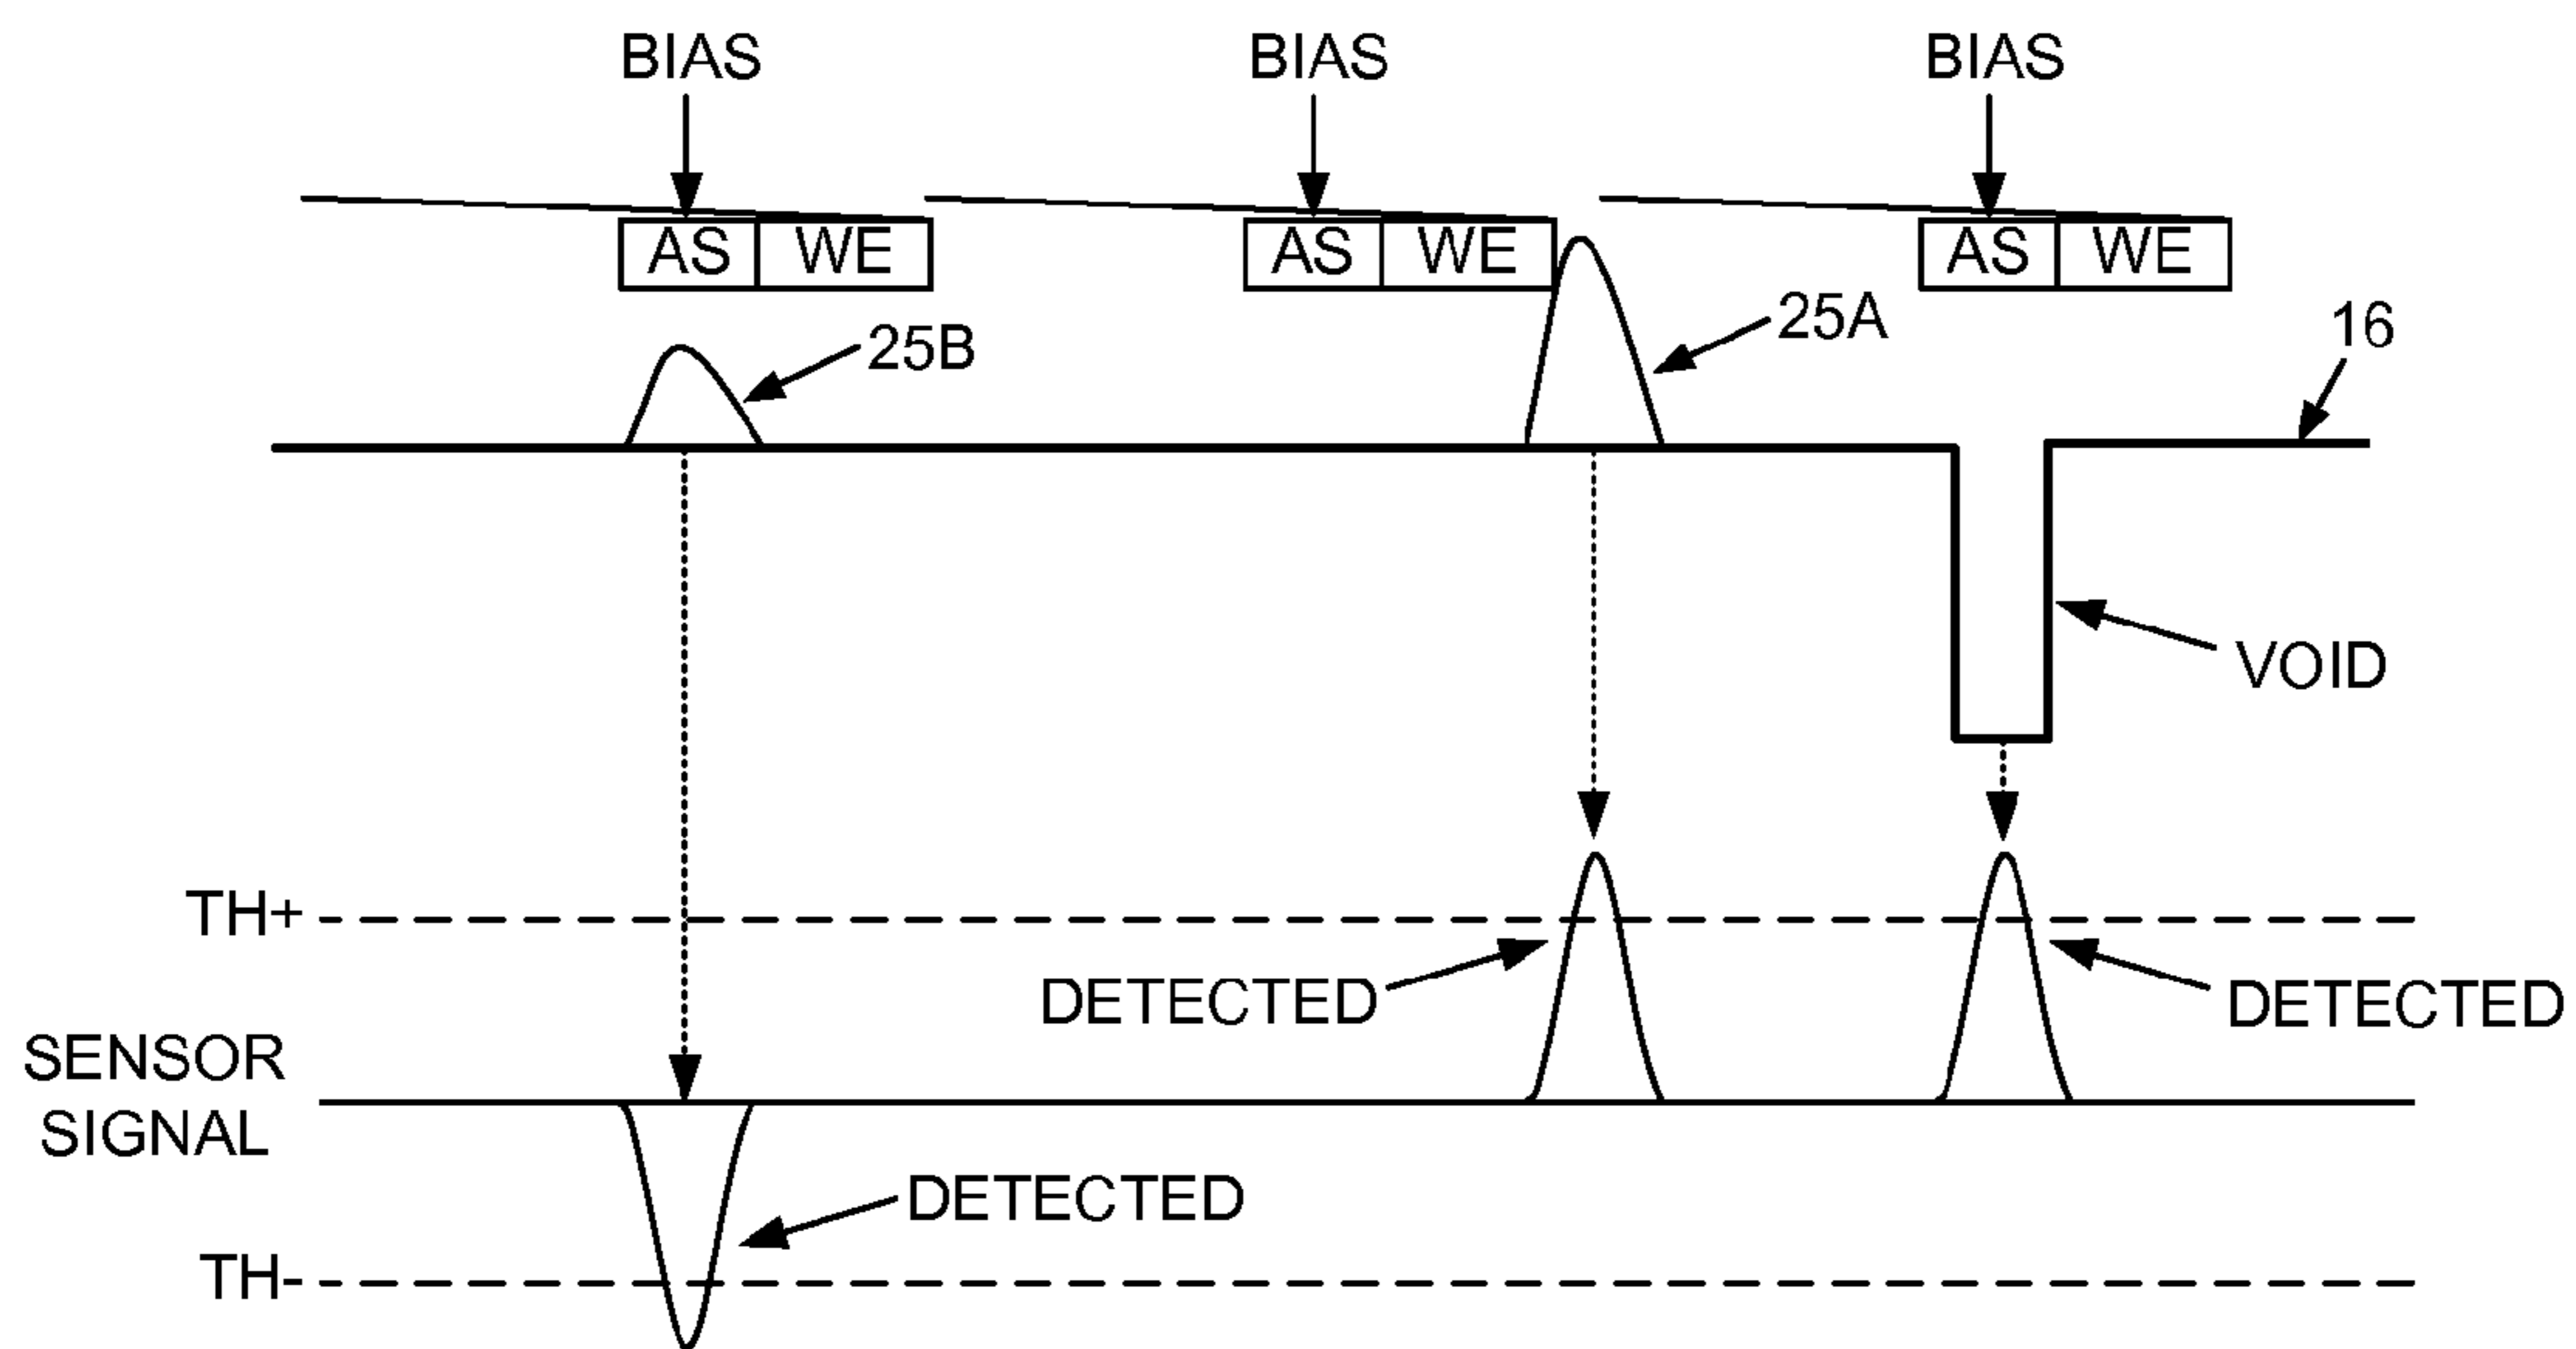 BIAS
BIAS
BIAS
AS WE
AS WE
AS WE
25B
25A
16
VOID
TH+
DETECTED
DETECTED
SENSOR
SIGNAL
DETECTED
TH-